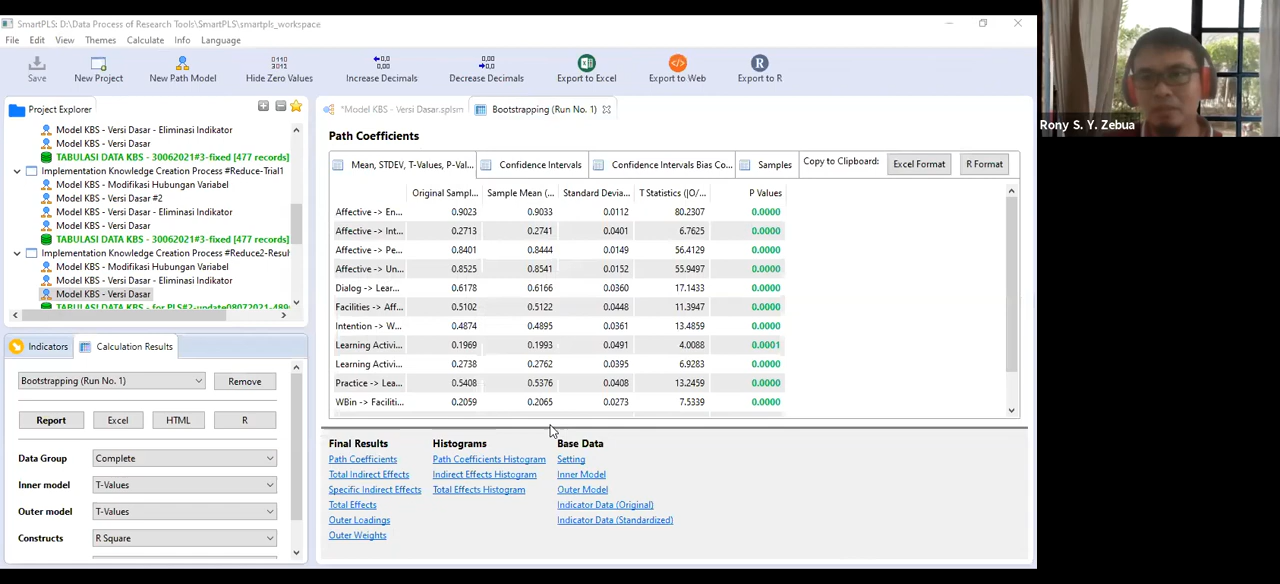 SmartPLS: D:\Data Process of Research Tools\SmartPLS\smartpls_workspace
File Edit View Themes Calculate Info Language
Save New Project New Path Model Hide Zero Values Increase Decimals Decrease Decimals Export to Excel Export to Web Export to R
Rony S. Y. Zebua
Project Explorer
Model KBS - Versi Dasar - Eliminasi Indikator
Model KBS - Versi Dasar
TABULASI DATA KBS - 30062021#3-fixed [477 records]
Implementation Knowledge Creation Process #Reduce-Trial1
Model KBS - Modifikasi Hubungan Variabel
Model KBS - Versi Dasar #2
Model KBS - Versi Dasar - Eliminasi Indikator
Model KBS - Versi Dasar
TABULASI DATA KBS - 30062021#3-fixed [477 records]
Implementation Knowledge Creation Process #Reduce2-Resul
Model KBS - Modifikasi Hubungan Variabel
Model KBS - Versi Dasar - Eliminasi Indikator
Model KBS - Versi Dasar
TABULASI DATA KBS - for PLS#2-update08072021-489
Indicators Calculation Results
Bootstrapping (Run No. 1) Remove
Report Excel HTML R
Data Group Complete
Inner model T-Values
Outer model T-Values
Constructs R Square
*Model KBS - Versi Dasar.splsm Bootstrapping (Run No. 1)
Path Coefficients
Mean, STDEV, T-Values, P-Val... Confidence Intervals Confidence Intervals Bias Co... Samples Copy to Clipboard: Excel Format R Format
Original Sampl... Sample Mean (... Standard Devia... T Statistics (|O/... P Values
Affective -> En... 0.9023 0.9033 0.0112 80.2307 0.0000
Affective -> Int... 0.2713 0.2741 0.0401 6.7625 0.0000
Affective -> Pe... 0.8401 0.8444 0.0149 56.4129 0.0000
Affective -> Un... 0.8525 0.8541 0.0152 55.9497 0.0000
Dialog -> Lear... 0.6178 0.6166 0.0360 17.1433 0.0000
Facilities -> Aff... 0.5102 0.5122 0.0448 11.3947 0.0000
Intention -> W... 0.4874 0.4895 0.0361 13.4859 0.0000
Learning Activi... 0.1969 0.1993 0.0491 4.0088 0.0001
Learning Activi... 0.2738 0.2762 0.0395 6.9283 0.0000
Practice -> Lea... 0.5408 0.5376 0.0408 13.2459 0.0000
WBin -> Faciliti... 0.2059 0.2065 0.0273 7.5339 0.0000
Final Results Histograms Base Data
Path Coefficients Path Coefficients Histogram Setting
Total Indirect Effects Indirect Effects Histogram Inner Model
Specific Indirect Effects Total Effects Histogram Outer Model
Total Effects Indicator Data (Original)
Outer Loadings Indicator Data (Standardized)
Outer Weights